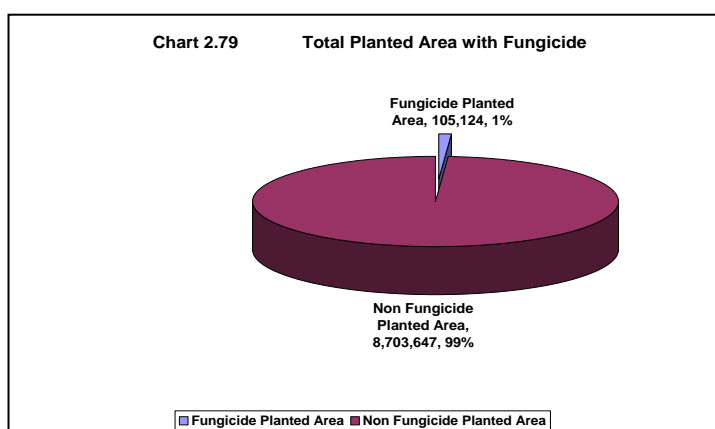 Chart 2.79 Total Planted Area with Fungicide
Fungicide Planted
Area, 105,124, 1%
Non Fungicide
Planted Area,
8,703,647, 99%
Fungicide Planted Area Non Fungicide Planted Area